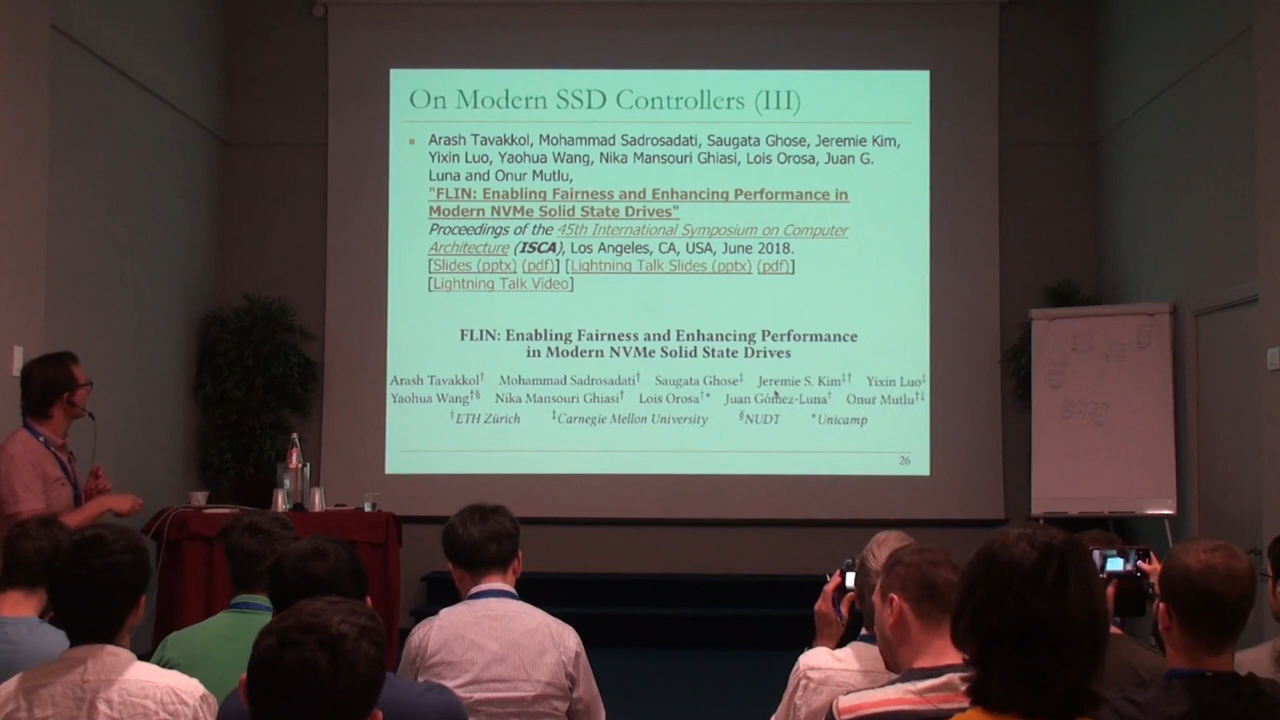 On Modern SSD Controllers (III)
Arash Tavakkol, Mohammad Sadrosadati, Saugata Ghose, Jeremie Kim,
Yixin Luo, Yaohua Wang, Nika Mansouri Ghiasi, Lois Orosa, Juan G.
Luna and Onur Mutlu,
"FLIN: Enabling Fairness and Enhancing Performance in
Modern NVMe Solid State Drives"
Proceedings of the 45th International Symposium on Computer
Architecture (ISCA), Los Angeles, CA, USA, June 2018.
[Slides (pptx) (pdf)] [Lightning Talk Slides (pptx) (pdf)]
[Lightning Talk Video]
FLIN: Enabling Fairness and Enhancing Performance
in Modern NVMe Solid State Drives
Arash Tavakkol† Mohammad Sadrosadati† Saugata Ghose‡ Jeremie S. Kim‡† Yixin Luo‡
Yaohua Wang†§ Nika Mansouri Ghiasi† Lois Orosa†* Juan Gómez-Luna† Onur Mutlu†‡
†ETH Zürich ‡Carnegie Mellon University §NUDT *Unicamp
26